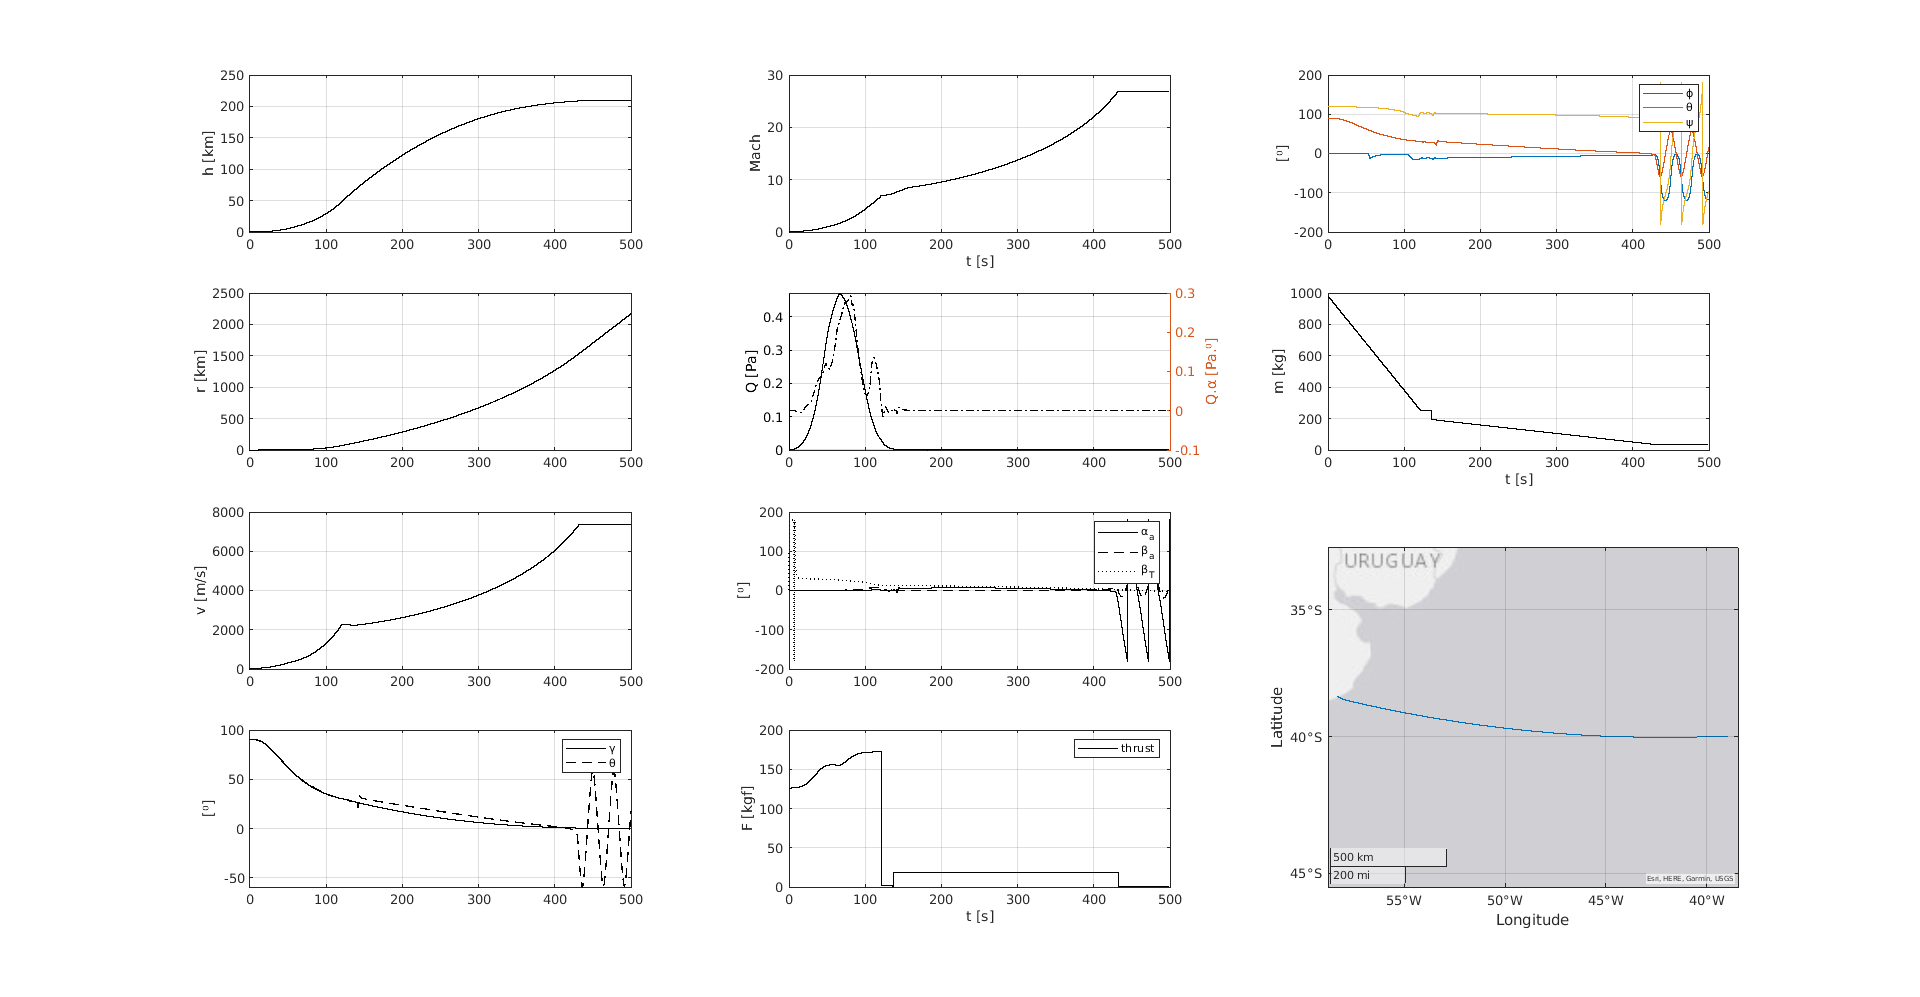 250
200
150
100
50
0
h [km]
0 100 200 300 400 500
30
20
10
0
Mach
0 100 200 300 400 500
t [s]
200
100
0
-100
-200
[º]
0 100 200 300 400 500
ϕ
θ
ψ
2500
2000
1500
1000
500
0
r [km]
0 100 200 300 400 500
0.4
0.3
0.2
0.1
0
Q [Pa]
0 100 200 300 400 500
0.3
0.2
0.1
0
-0.1
Q.α [Pa.º]
1000
800
600
400
200
0
m [kg]
0 100 200 300 400 500
t [s]
8000
6000
4000
2000
0
v [m/s]
0 100 200 300 400 500
200
100
0
-100
-200
[º]
0 100 200 300 400 500
αa
βa
βT
URUGUAY
35°S
40°S
45°S
Latitude
500 km
200 mi
Esri, HERE, Garmin, USGS
55°W 50°W 45°W 40°W
Longitude
100
50
0
-50
[º]
0 100 200 300 400 500
γ
θ
200
150
100
50
0
F [kgf]
0 100 200 300 400 500
t [s]
thrust